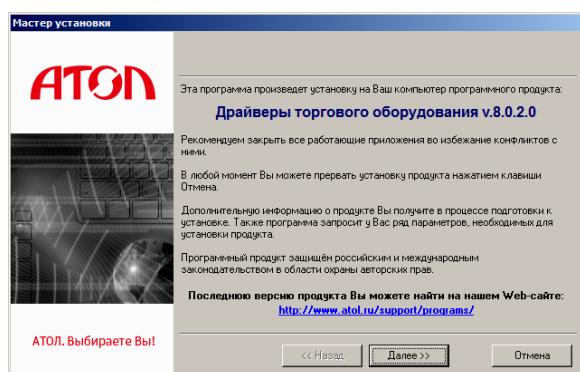 Мастер установки
АТОЛ
Эта программа произведет установку на Ваш компьютер программного продукта:
Драйверы торгового оборудования v.8.0.2.0
Рекомендуем закрыть все работающие приложения во избежание конфликтов с
ними.
В любой момент Вы можете прервать установку продукта нажатием клавиши
Отмена.
Дополнительную информацию о продукте Вы получите в процессе подготовки к
установке. Также программа запросит у Вас ряд параметров, необходимых для
установки продукта.
Программный продукт защищён российским и международным
законодательством в области охраны авторских прав.
Последнюю версию продукта Вы можете найти на нашем Web-сайте:
http://www.atol.ru/support/programs/
АТОЛ. Выбираете Вы!
<< Назад
Далее >>
Отмена